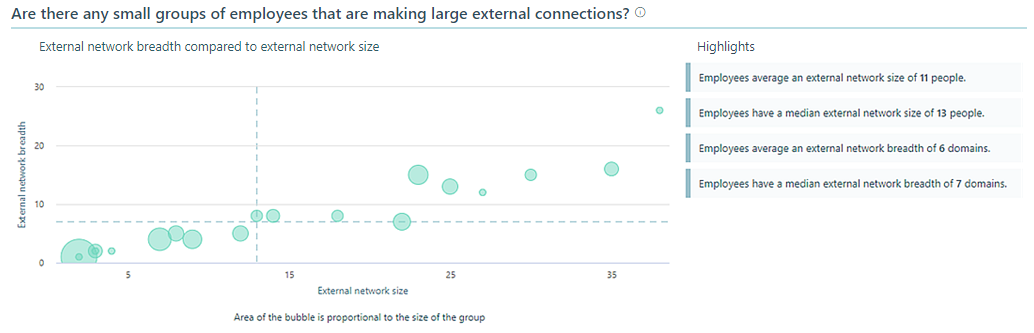 Are there any small groups of employees that are making large external connections? ⓘ
External network breadth compared to external network size
Highlights
30
20
10
0
External network breadth
5
15
25
35
External network size
Area of the bubble is proportional to the size of the group
Employees average an external network size of 11 people.
Employees have a median external network size of 13 people.
Employees average an external network breadth of 6 domains.
Employees have a median external network breadth of 7 domains.